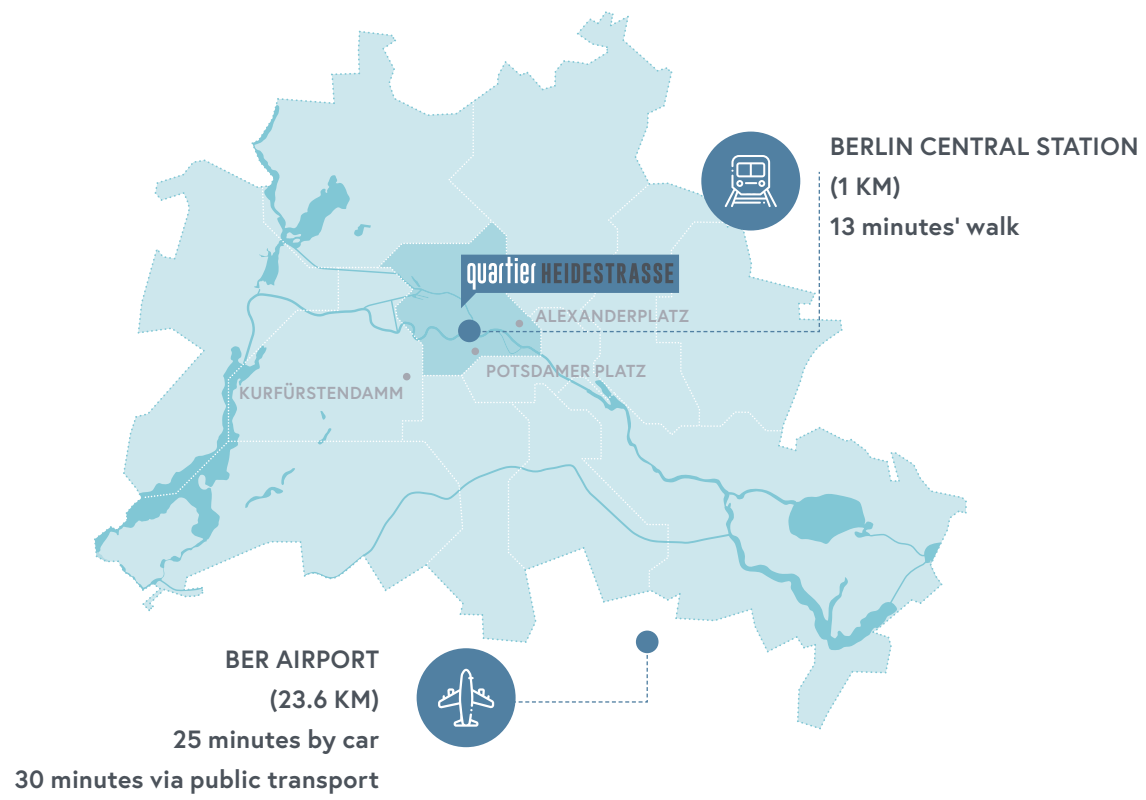 BERLIN CENTRAL STATION
(1 KM)
13 minutes' walk
quartier HEIDESTRASSE
ALEXANDERPLATZ
POTSDAMER PLATZ
KURFÜRSTENDAMM
BER AIRPORT
(23.6 KM)
25 minutes by car
30 minutes via public transport